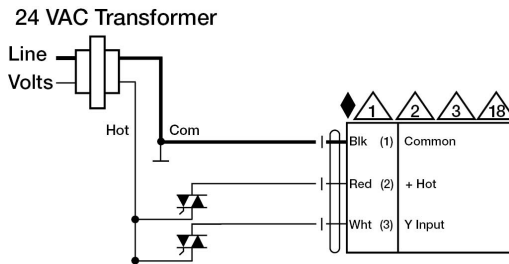 24 VAC Transformer
Line
Volts
Hot
Com
1 2 3 18
Blk (1) Common
Red (2) + Hot
Wht (3) Y Input